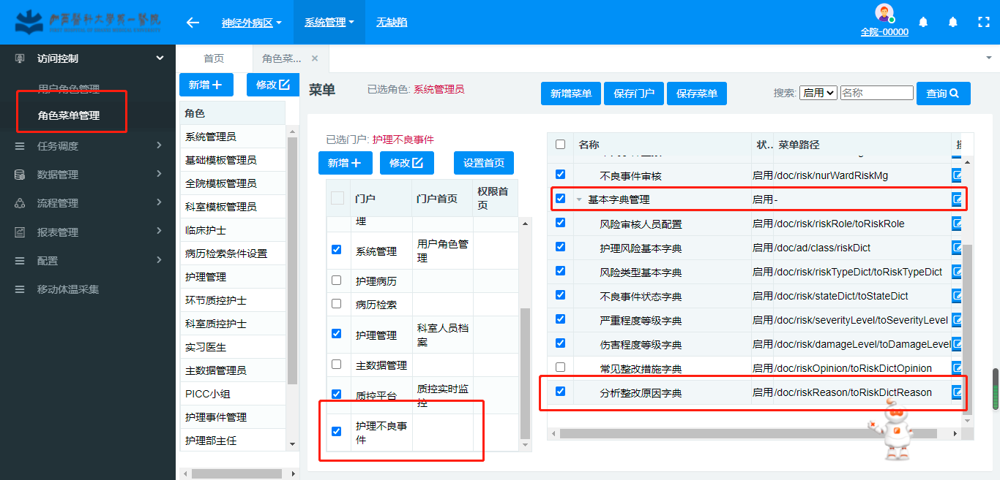 神经外病区
系统管理
无缺陷
全院-00000
访问控制
用户角色管理
角色菜单管理
任务调度
数据管理
流程管理
报表管理
配置
移动体温采集
首页
角色菜...
新增
修改
角色
系统管理员
基础模板管理员
全院模板管理员
科室模板管理员
临床护士
病历检索条件设置
护理管理
环节质控护士
科室质控护士
实习医生
主数据管理员
PICC小组
护理事件管理
护理部主任
菜单
已选角色: 系统管理员
新增菜单
保存门户
保存菜单
搜索:
启用
名称
查询
已选门户: 护理不良事件
新增
修改
设置首页
门户 门户首页 权限首页
理
系统管理 用户角色管理
护理病历
病历检索
护理管理 科室人员档案
主数据管理
质控平台 质控实时监控
护理不良事件
名称 状.. 菜单路径
不良事件审核 启用 /doc/risk/nurWardRiskMg
基本字典管理 启用 -
风险审核人员配置 启用 /doc/risk/riskRole/toRiskRole
护理风险基本字典 启用 /doc/ad/class/riskDict
风险类型基本字典 启用 /doc/risk/riskTypeDict/toRiskTypeDict
不良事件状态字典 启用 /doc/risk/stateDict/toStateDict
严重程度等级字典 启用 /doc/risk/severityLevel/toSeverityLevel
伤害程度等级字典 启用 /doc/risk/damageLevel/toDamageLevel
常见整改措施字典 启用 /doc/riskOpinion/toRiskDictOpinion
分析整改原因字典 启用 /doc/riskReason/toRiskDictReason